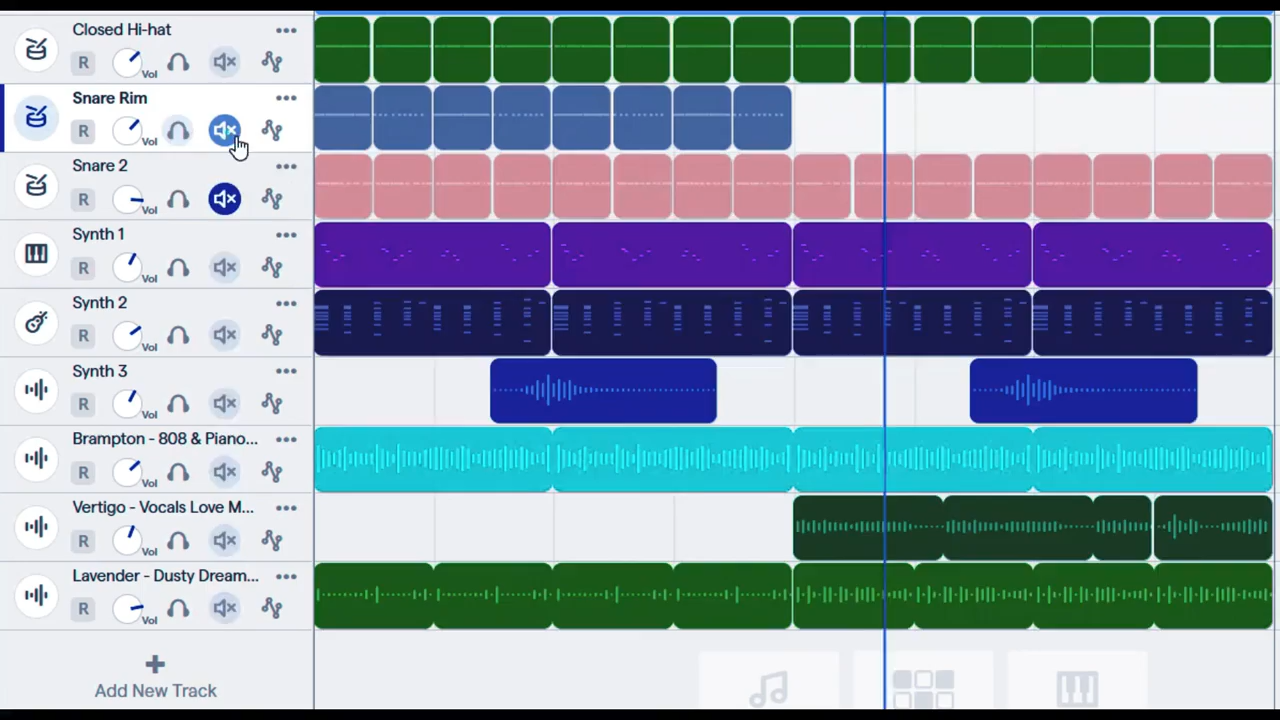 Closed Hi-hat
R
Vol
Snare Rim
R
Vol
Snare 2
R
Vol
Synth 1
R
Vol
Synth 2
R
Vol
Synth 3
R
Vol
Brampton - 808 & Piano...
R
Vol
Vertigo - Vocals Love M...
R
Vol
Lavender - Dusty Dream...
R
Vol
Add New Track